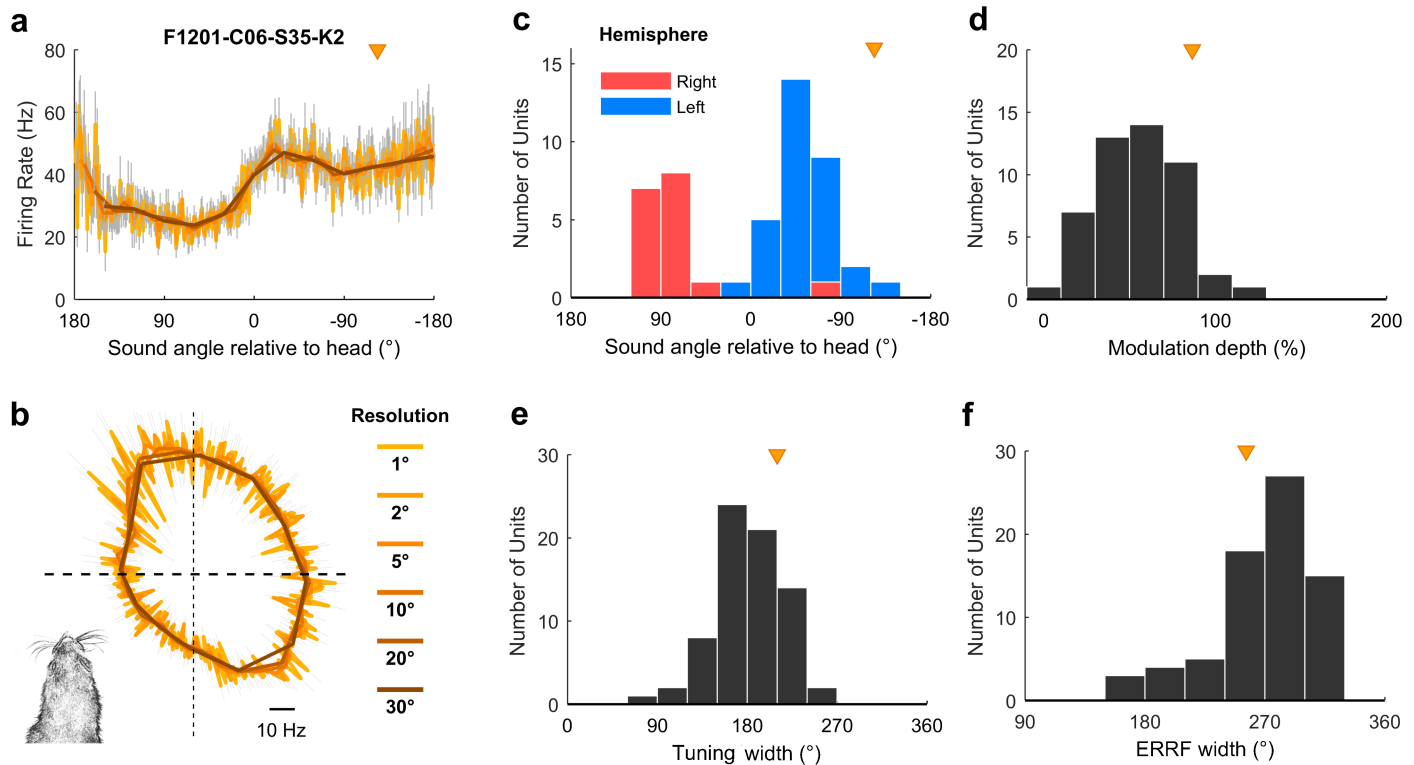 a
F1201-C06-S35-K2
80
60
40
20
0
Firing Rate (Hz)
180 90 0 -90 -180
Sound angle relative to head (°)
c
Hemisphere
Right
Left
15
10
5
0
Number of Units
180 90 0 -90 -180
Sound angle relative to head (°)
d
20
15
10
5
0
Number of Units
0 100 200
Modulation depth (%)
b
Resolution
1°
2°
5°
10°
20°
30°
10 Hz
e
30
20
10
0
Number of Units
0 90 180 270 360
Tuning width (°)
f
30
20
10
0
Number of Units
90 180 270 360
ERRF width (°)